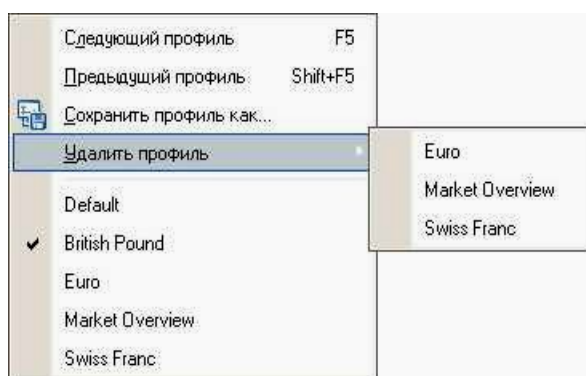 Следующий профиль F5
Предыдущий профиль Shift+F5
Сохранить профиль как...
Удалить профиль
Euro
Market Overview
Swiss Franc
Default
British Pound
Euro
Market Overview
Swiss Franc